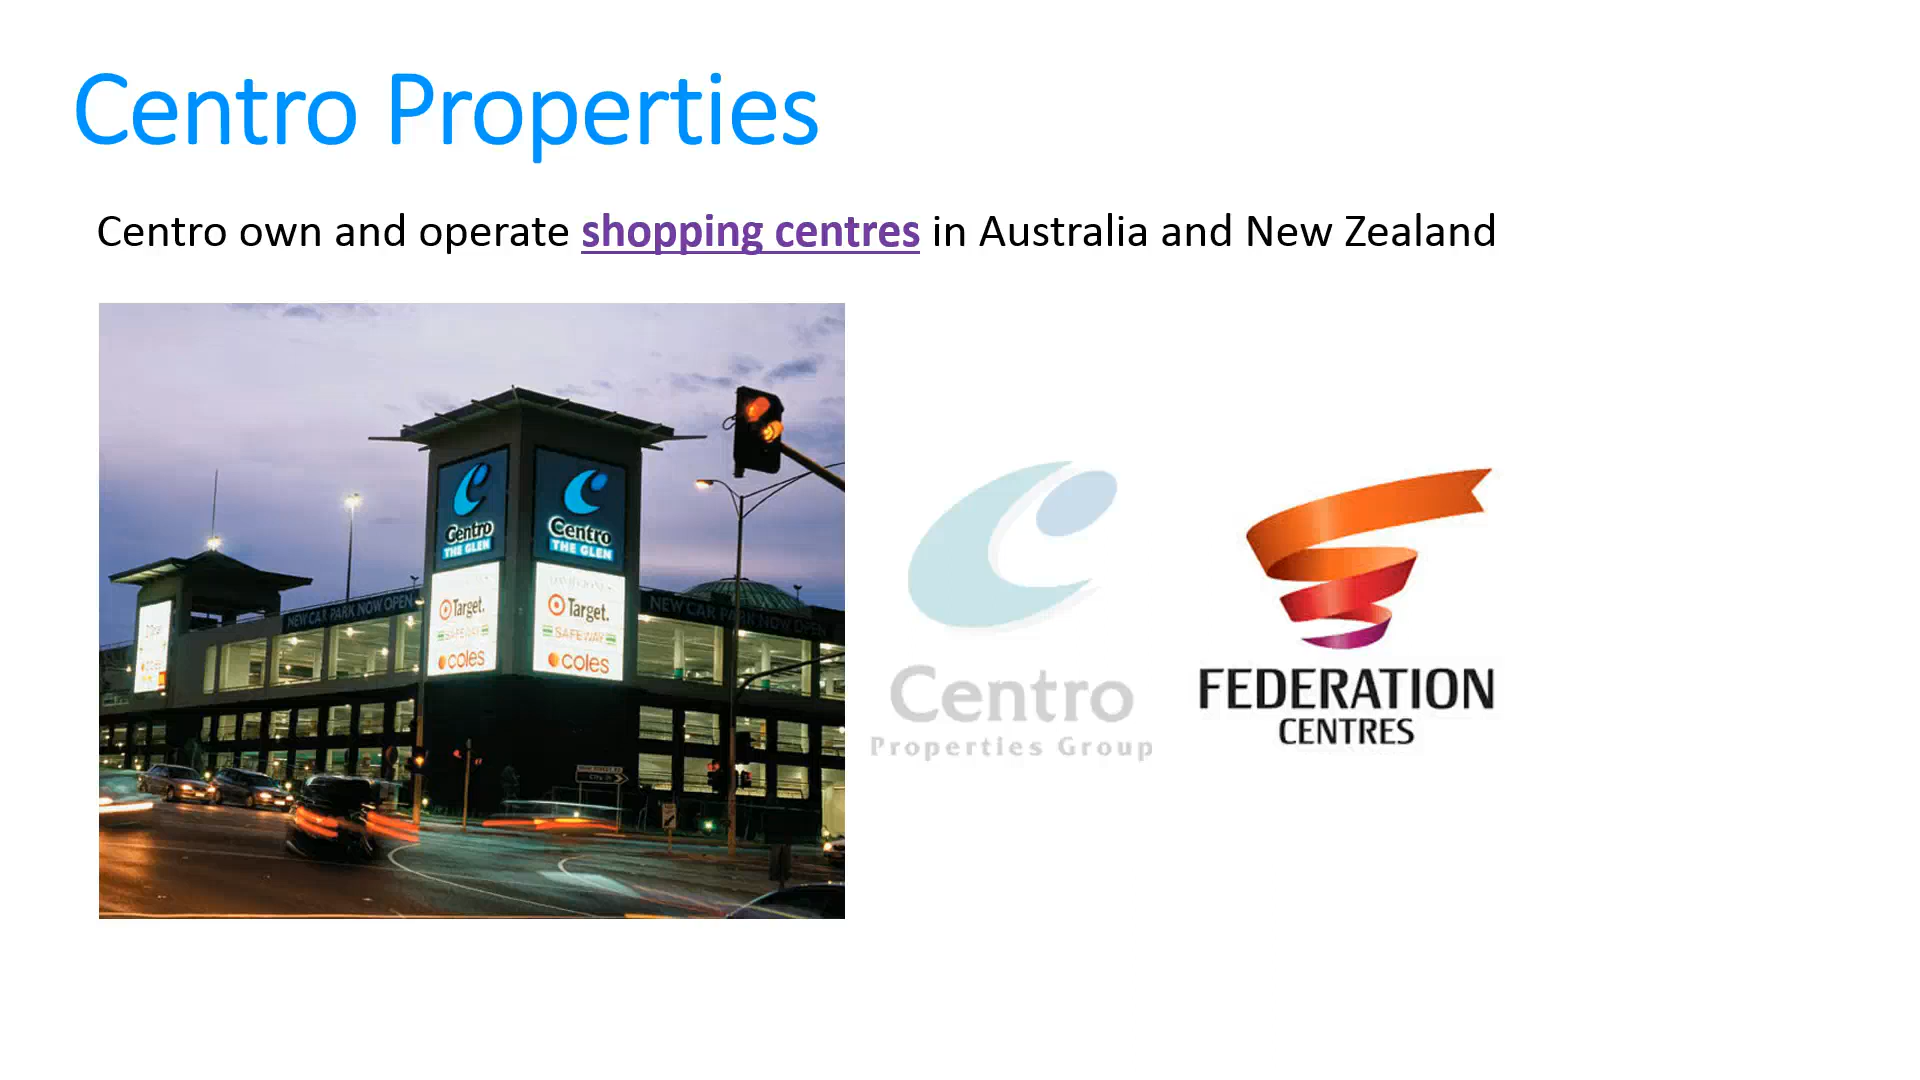 Centro Properties
Centro own and operate shopping centres in Australia and New Zealand
Centro
THE GLEN
Centro
THE GLEN
Target.
SAFEWAY
coles
DAVID JONES
Target.
SAFEWAY
coles
NEW CAR PARK NOW OPEN
NEW CAR PARK NOW OPEN
Centro
Properties Group
FEDERATION
CENTRES